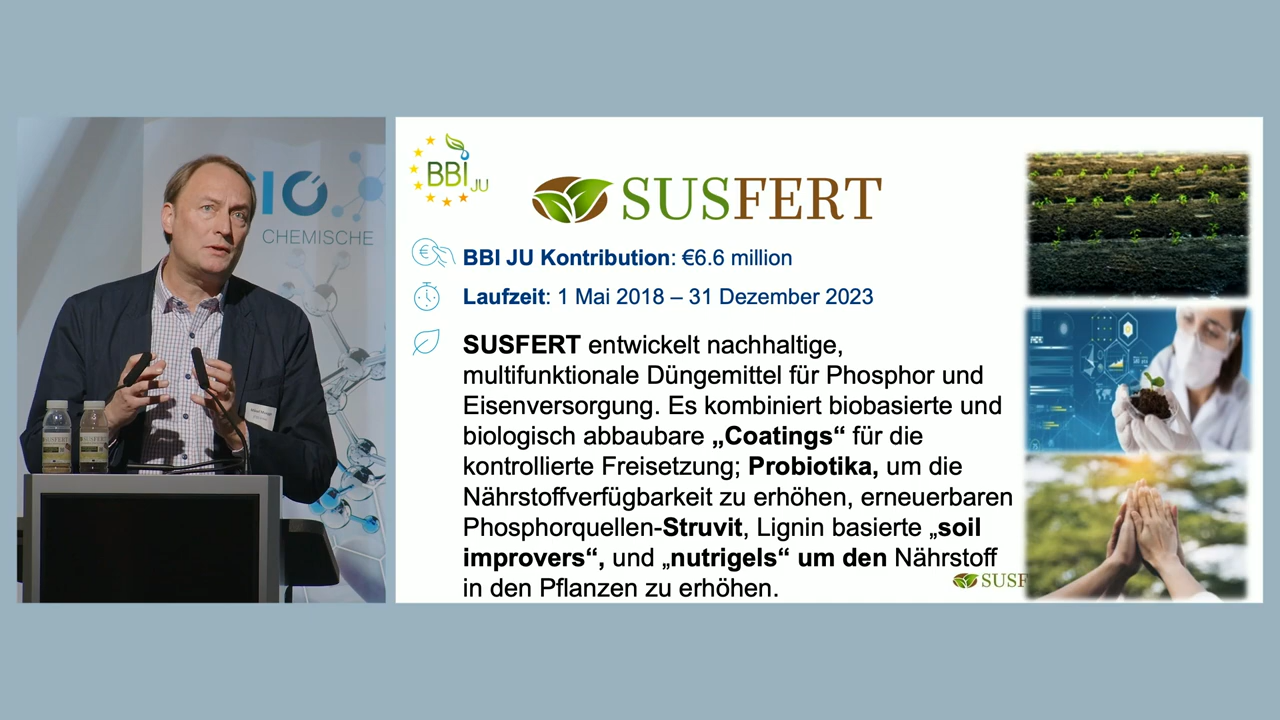 CHEMISCHE
SUSFERT
SUSFERT
BBI JU
SUSFERT
BBI JU Kontribution: €6.6 million
Laufzeit: 1 Mai 2018 – 31 Dezember 2023
SUSFERT entwickelt nachhaltige,
multifunktionale Düngemittel für Phosphor und
Eisenversorgung. Es kombiniert biobasierte und
biologisch abbaubare „Coatings“ für die
kontrollierte Freisetzung; Probiotika, um die
Nährstoffverfügbarkeit zu erhöhen, erneuerbaren
Phosphorquellen-Struvit, Lignin basierte „soil
improvers“, und „nutrigels“ um den Nährstoff
in den Pflanzen zu erhöhen.
SUSF